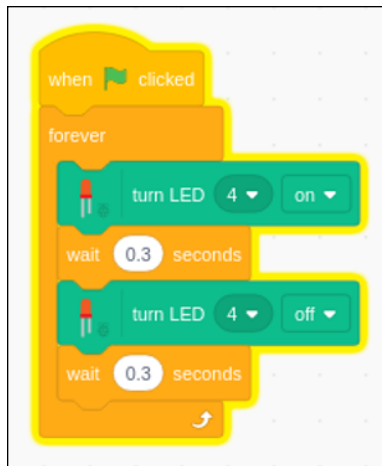 when clicked
forever
turn LED 4 on
wait 0.3 seconds
turn LED 4 off
wait 0.3 seconds